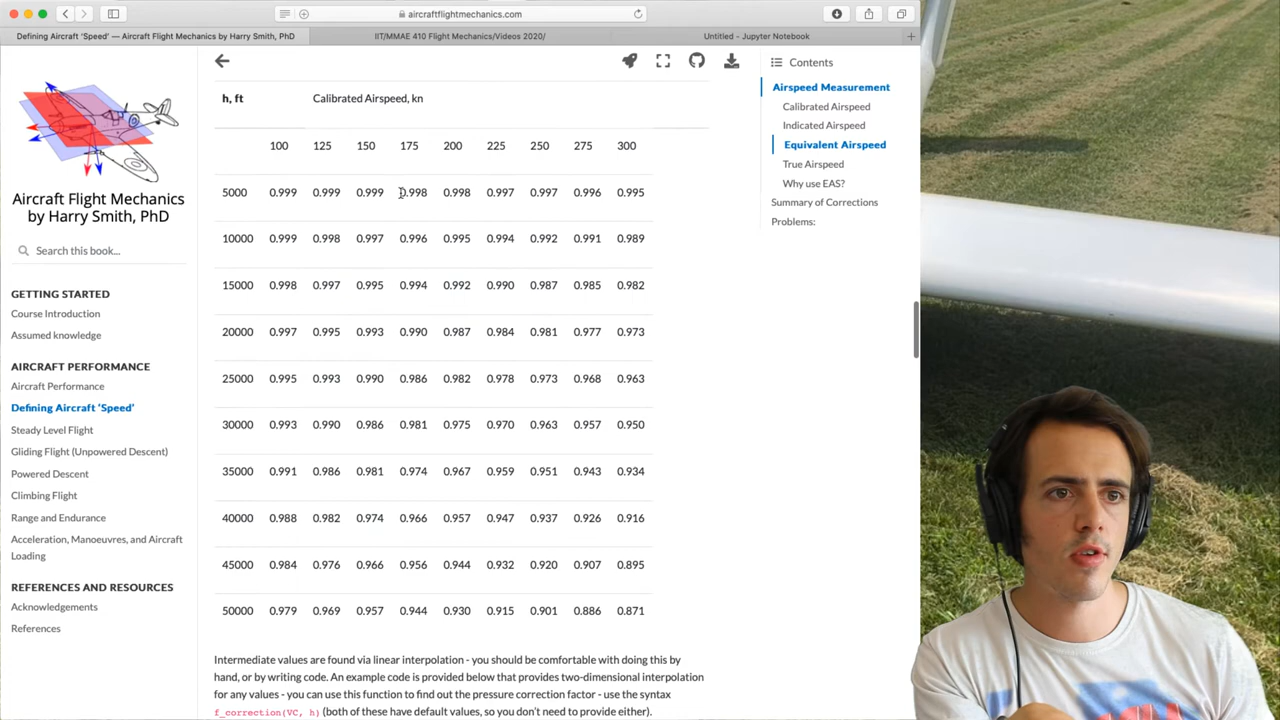 aircraftflightmechanics.com
Defining Aircraft ‘Speed’ — Aircraft Flight Mechanics by Harry Smith, PhD
IIT/MMAE 410 Flight Mechanics/Videos 2020/
Untitled - Jupyter Notebook
Aircraft Flight Mechanics
by Harry Smith, PhD
Search this book...
GETTING STARTED
Course Introduction
Assumed knowledge
AIRCRAFT PERFORMANCE
Aircraft Performance
Defining Aircraft ‘Speed’
Steady Level Flight
Gliding Flight (Unpowered Descent)
Powered Descent
Climbing Flight
Range and Endurance
Acceleration, Manoeuvres, and Aircraft
Loading
REFERENCES AND RESOURCES
Acknowledgements
References
h, ft Calibrated Airspeed, kn
100 125 150 175 200 225 250 275 300
5000 0.999 0.999 0.999 0.998 0.998 0.997 0.997 0.996 0.995
10000 0.999 0.998 0.997 0.996 0.995 0.994 0.992 0.991 0.989
15000 0.998 0.997 0.995 0.994 0.992 0.990 0.987 0.985 0.982
20000 0.997 0.995 0.993 0.990 0.987 0.984 0.981 0.977 0.973
25000 0.995 0.993 0.990 0.986 0.982 0.978 0.973 0.968 0.963
30000 0.993 0.990 0.986 0.981 0.975 0.970 0.963 0.957 0.950
35000 0.991 0.986 0.981 0.974 0.967 0.959 0.951 0.943 0.934
40000 0.988 0.982 0.974 0.966 0.957 0.947 0.937 0.926 0.916
45000 0.984 0.976 0.966 0.956 0.944 0.932 0.920 0.907 0.895
50000 0.979 0.969 0.957 0.944 0.930 0.915 0.901 0.886 0.871
Intermediate values are found via linear interpolation - you should be comfortable with doing this by
hand, or by writing code. An example code is provided below that provides two-dimensional interpolation
for any values - you can use this function to find out the pressure correction factor - use the syntax
f_correction(VC, h) (both of these have default values, so you don't need to provide either).
Contents
Airspeed Measurement
Calibrated Airspeed
Indicated Airspeed
Equivalent Airspeed
True Airspeed
Why use EAS?
Summary of Corrections
Problems: